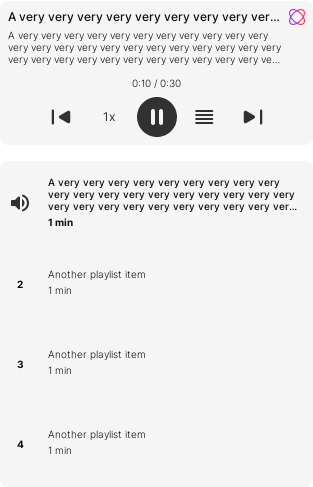 A very very very very very very very ver...
A very very very very very very very very very
very very very very very very very very very very
very very very very very very very very very ve...
0:10 / 0:30
1x
A very very very very very very very very
very very very very very very very very very
very very very very very very very very ver...
1 min
2
Another playlist item
1 min
3
Another playlist item
1 min
4
Another playlist item
1 min